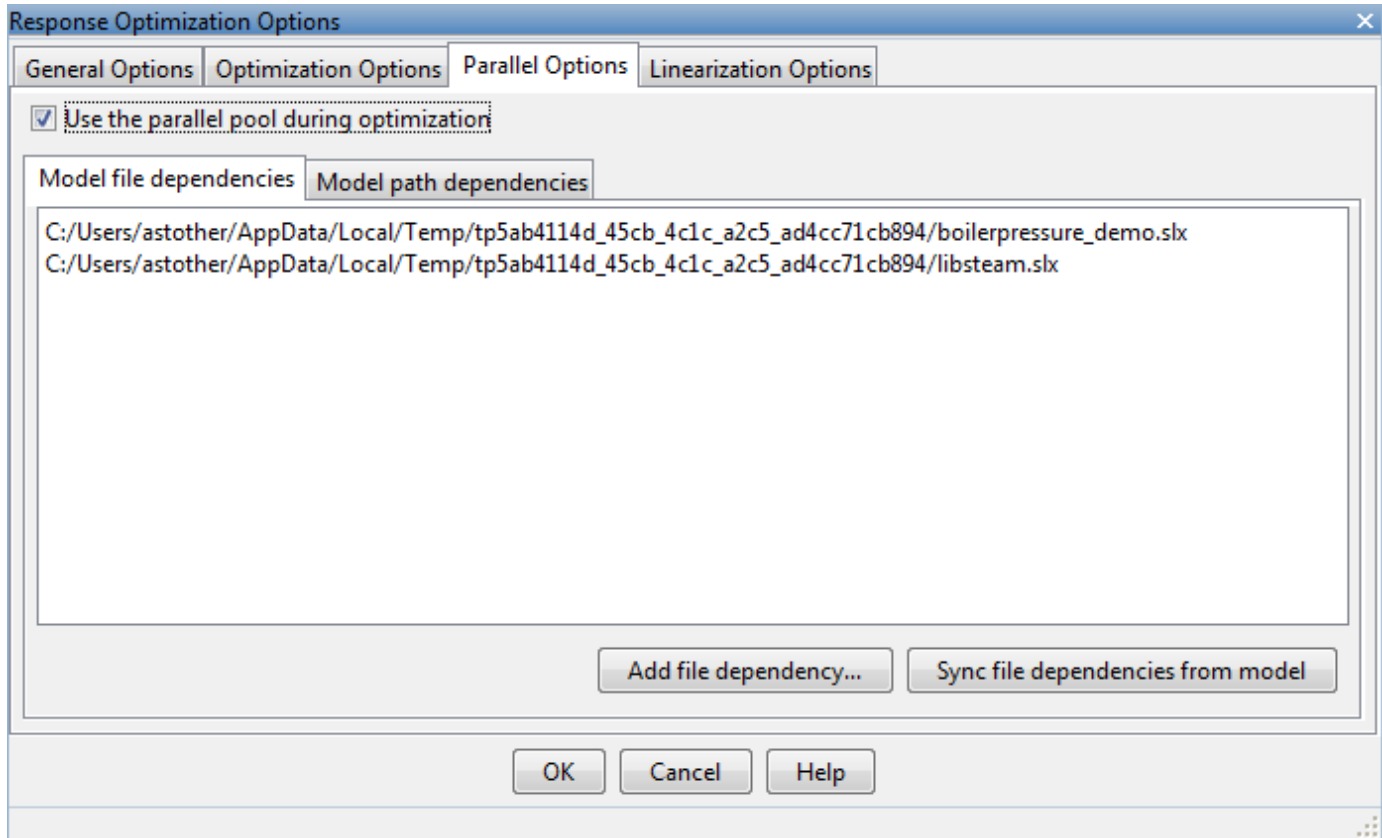 Response Optimization Options
General Options Optimization Options Parallel Options Linearization Options
Use the parallel pool during optimization
Model file dependencies Model path dependencies
C:/Users/astother/AppData/Local/Temp/tp5ab4114d_45cb_4c1c_a2c5_ad4cc71cb894/boilerpressure_demo.slx
C:/Users/astother/AppData/Local/Temp/tp5ab4114d_45cb_4c1c_a2c5_ad4cc71cb894/libsteam.slx
Add file dependency... Sync file dependencies from model
OK Cancel Help